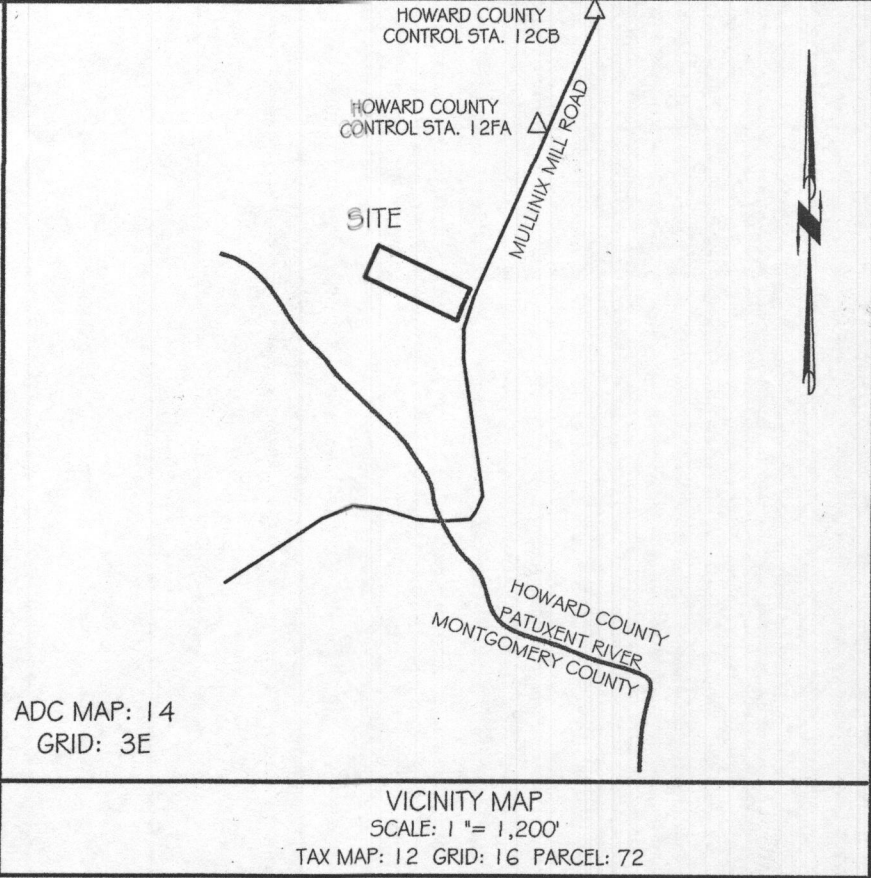 HOWARD COUNTY
CONTROL STA. 12CB
HOWARD COUNTY
CONTROL STA. 12FA
MULLINIX MILL ROAD
SITE
HOWARD COUNTY
PATUXENT RIVER
MONTGOMERY COUNTY
ADC MAP: 14
GRID: 3E
VICINITY MAP
SCALE: 1 "= 1,200'
TAX MAP: 12 GRID: 16 PARCEL: 72